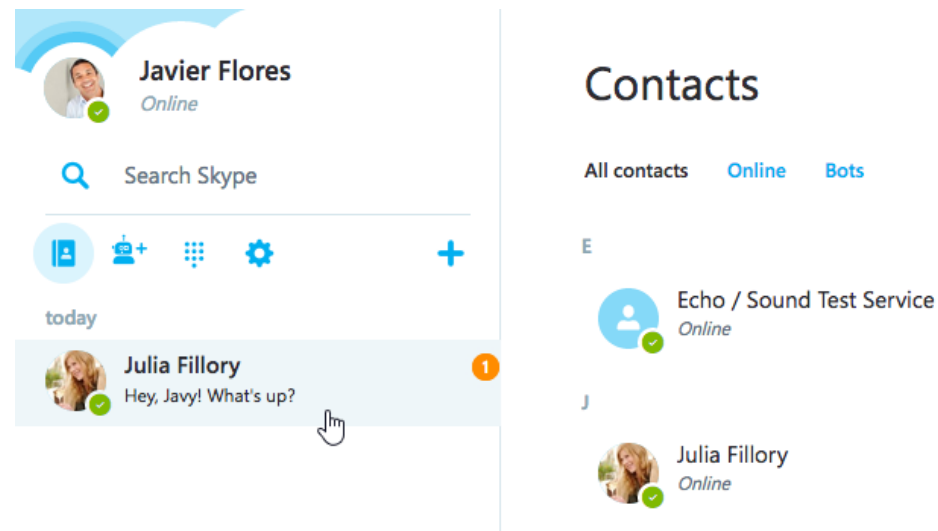 Javier Flores
Online
Search Skype
today
Julia Fillory
1
Hey, Javy! What's up?
Contacts
All contacts Online Bots
E
Echo / Sound Test Service
Online
J
Julia Fillory
Online